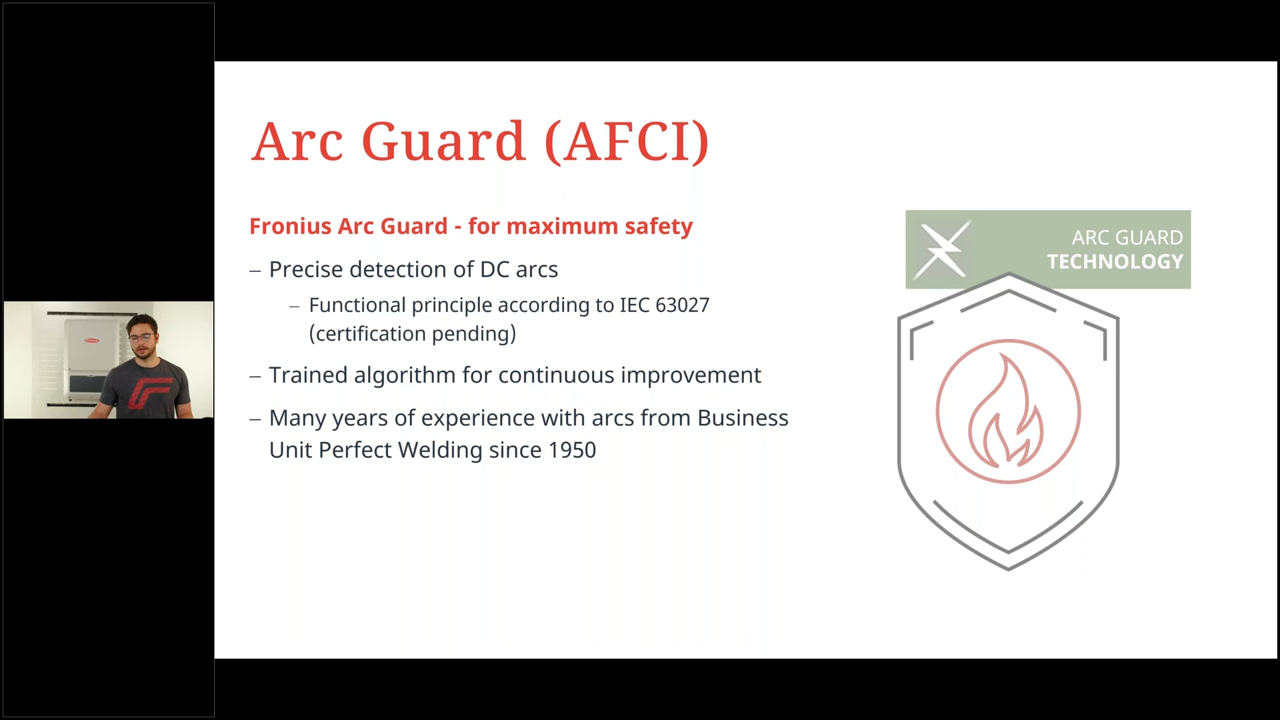 Arc Guard (AFCI)
Fronius Arc Guard - for maximum safety
– Precise detection of DC arcs
– Functional principle according to IEC 63027
(certification pending)
– Trained algorithm for continuous improvement
– Many years of experience with arcs from Business
Unit Perfect Welding since 1950
ARC GUARD
TECHNOLOGY